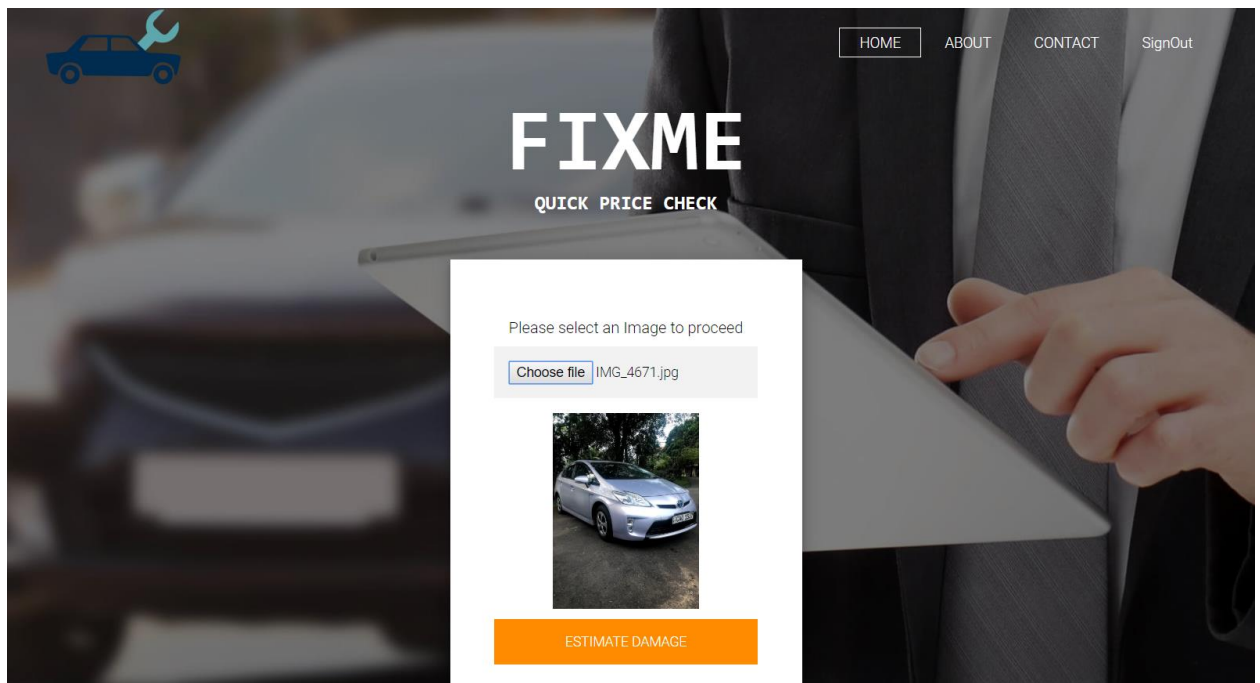 HOME ABOUT CONTACT SignOut
FIXME
QUICK PRICE CHECK
Please select an Image to proceed
Choose file IMG_4671.jpg
ESTIMATE DAMAGE